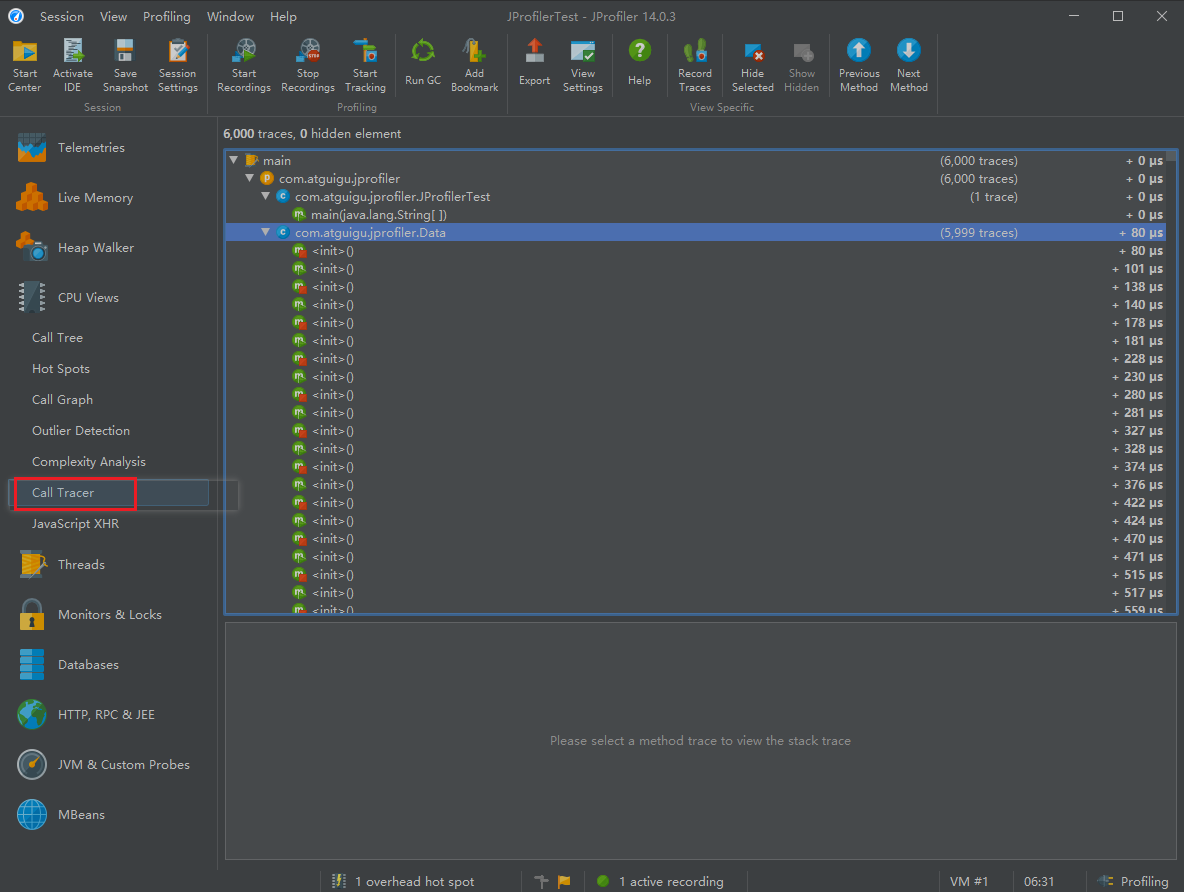 Session View Profiling Window Help JProfilerTest - JProfiler 14.0.3
Start Center
Activate IDE
Save Snapshot
Session Settings
Start Recordings
Stop Recordings
Start Tracking
Run GC
Add Bookmark
Export
View Settings
Help
Record Traces
Hide Selected
Show Hidden
Previous Method
Next Method
Session Profiling View Specific
6,000 traces, 0 hidden element
Telemetries
Live Memory
Heap Walker
CPU Views
Call Tree
Hot Spots
Call Graph
Outlier Detection
Complexity Analysis
Call Tracer
JavaScript XHR
Threads
Monitors & Locks
Databases
HTTP, RPC & JEE
JVM & Custom Probes
MBeans
main (6,000 traces) + 0 µs
com.atguigu.jprofiler (6,000 traces) + 0 µs
com.atguigu.jprofiler.JProfilerTest (1 trace) + 0 µs
main(java.lang.String[ ]) + 0 µs
com.atguigu.jprofiler.Data (5,999 traces) + 80 µs
<init>() + 80 µs
<init>() + 101 µs
<init>() + 138 µs
<init>() + 140 µs
<init>() + 178 µs
<init>() + 181 µs
<init>() + 228 µs
<init>() + 230 µs
<init>() + 280 µs
<init>() + 281 µs
<init>() + 327 µs
<init>() + 328 µs
<init>() + 374 µs
<init>() + 376 µs
<init>() + 422 µs
<init>() + 424 µs
<init>() + 470 µs
<init>() + 471 µs
<init>() + 515 µs
<init>() + 517 µs
<init>() + 559 µs
Please select a method trace to view the stack trace
1 overhead hot spot 1 active recording VM #1 06:31 Profiling